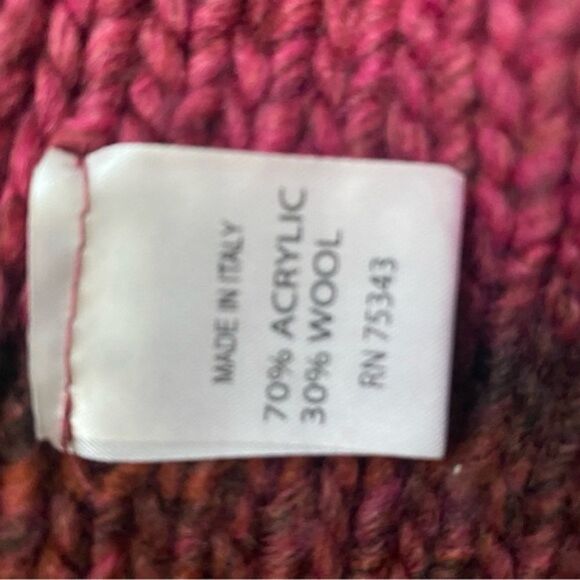 MADE IN ITALY
70% ACRYLIC
30% WOOL
RN 75343